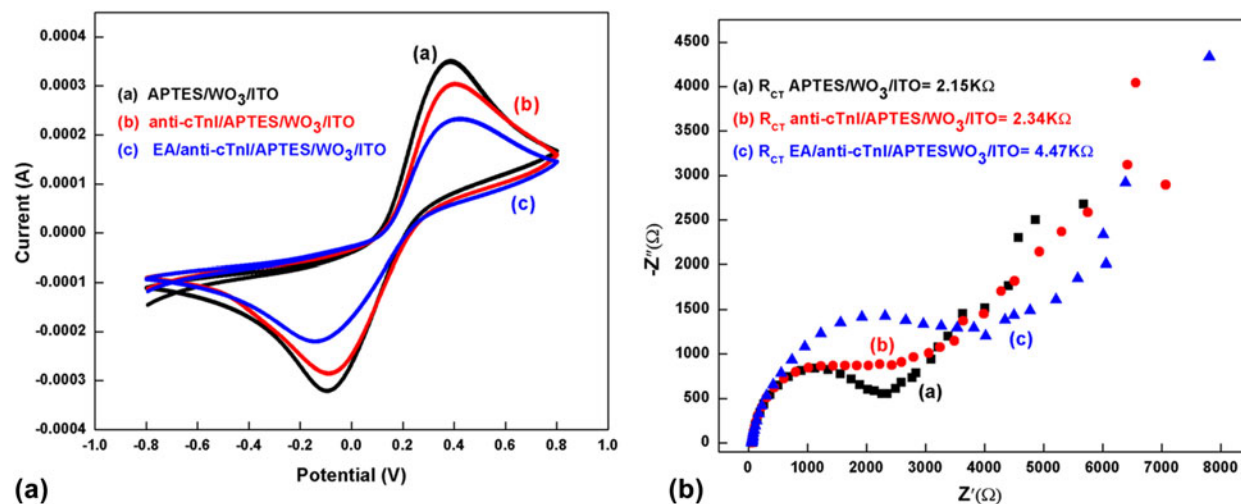 0.0004
0.0003
0.0002
0.0001
0.0000
-0.0001
-0.0002
-0.0003
-0.0004
Current (A)
(a) APTES/WO3/ITO
(b) anti-cTnI/APTES/WO3/ITO
(c) EA/anti-cTnI/APTES/WO3/ITO
(a)
(b)
(c)
-1.0 -0.8 -0.6 -0.4 -0.2 0.0 0.2 0.4 0.6 0.8 1.0
Potential (V)
(a)
4500
4000
3500
3000
2500
2000
1500
1000
500
0
-Z″(Ω)
(a) RCT APTES/WO3/ITO= 2.15KΩ
(b) RCT anti-cTnI/APTES/WO3/ITO= 2.34KΩ
(c) RCT EA/anti-cTnI/APTESWO3/ITO= 4.47KΩ
(b)
(c)
(a)
0 1000 2000 3000 4000 5000 6000 7000 8000
Z′(Ω)
(b)